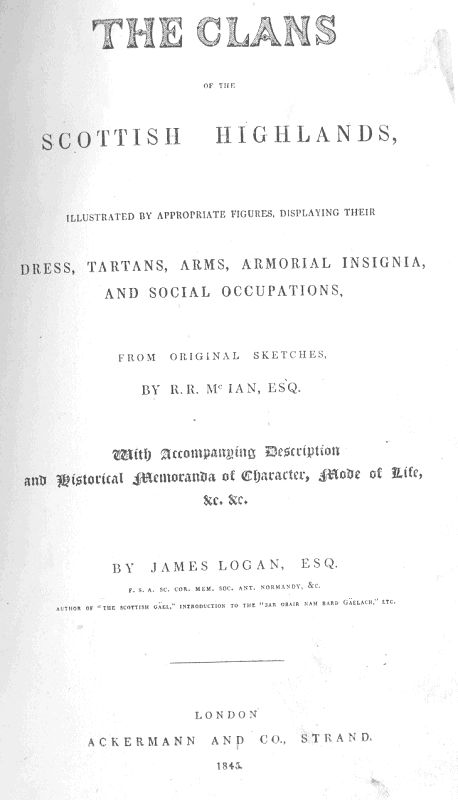 THE CLANS
OF THE
SCOTTISH HIGHLANDS,
ILLUSTRATED BY APPROPRIATE FIGURES, DISPLAYING THEIR
DRESS, TARTANS, ARMS, ARMORIAL INSIGNIA,
AND SOCIAL OCCUPATIONS,
FROM ORIGINAL SKETCHES,
BY R. R. Mc IAN, ESQ.
With Accompanying Description
and Historical Memoranda of Character, Mode of Life,
&c. &c.
BY JAMES LOGAN, ESQ.
F. S. A. SC. COR. MEM. SOC. ANT. NORMANDY, &C.
AUTHOR OF "THE SCOTTISH GAËL," INTRODUCTION TO THE "SAR OBAIR NAM BARD GAELACH," ETC.
LONDON
ACKERMANN AND CO., STRAND.
1845.